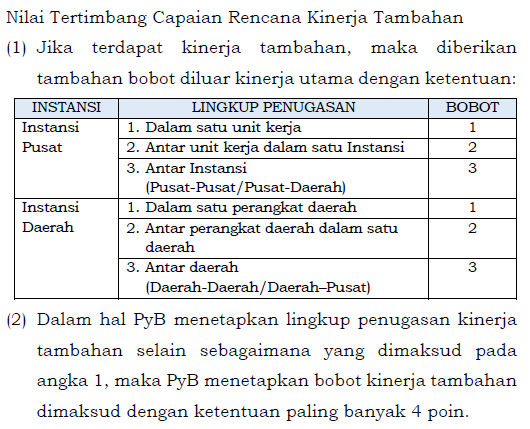 Nilai Tertimbang Capaian Rencana Kinerja Tambahan
(1) Jika terdapat kinerja tambahan, maka diberikan
tambahan bobot diluar kinerja utama dengan ketentuan:
INSTANSI LINGKUP PENUGASAN BOBOT
Instansi 1. Dalam satu unit kerja 1
Pusat 2. Antar unit kerja dalam satu Instansi 2
3. Antar Instansi 3
(Pusat-Pusat/Pusat-Daerah)
Instansi 1. Dalam satu perangkat daerah 1
Daerah 2. Antar perangkat daerah dalam satu 2
daerah
3. Antar daerah 3
(Daerah-Daerah/Daerah–Pusat)
(2) Dalam hal PyB menetapkan lingkup penugasan kinerja
tambahan selain sebagaimana yang dimaksud pada
angka 1, maka PyB menetapkan bobot kinerja tambahan
dimaksud dengan ketentuan paling banyak 4 poin.